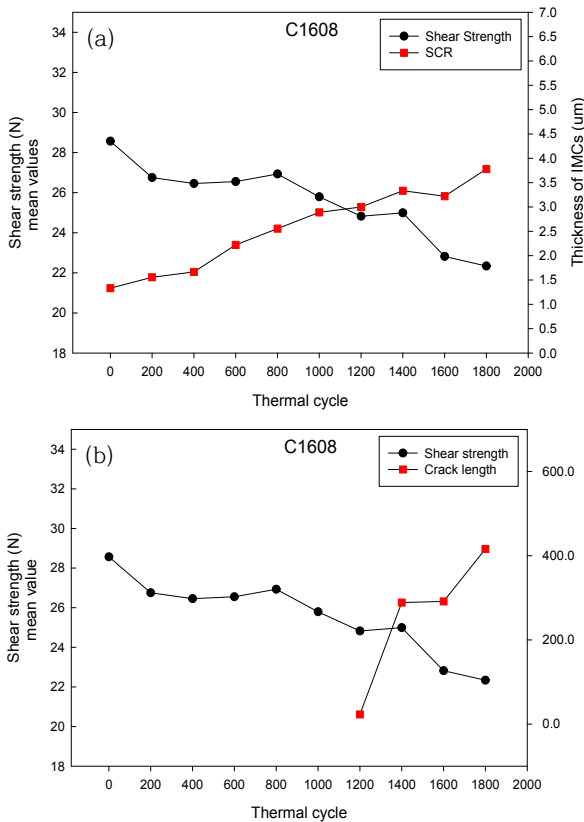 (a)
C1608
Shear Strength
SCR
Shear strength (N)
mean values
34
32
30
28
26
24
22
20
18
7.0
6.5
6.0
5.5
5.0
4.5
4.0
3.5
3.0
2.5
2.0
1.5
1.0
0.5
0.0
Thickness of IMCs (um)
0 200 400 600 800 1000 1200 1400 1600 1800 2000
Thermal cycle
(b)
C1608
Shear strength
Crack length
Shear strength (N)
mean value
34
32
30
28
26
24
22
20
18
600.0
400.0
200.0
0.0
0 200 400 600 800 1000 1200 1400 1600 1800 2000
Thermal cycle